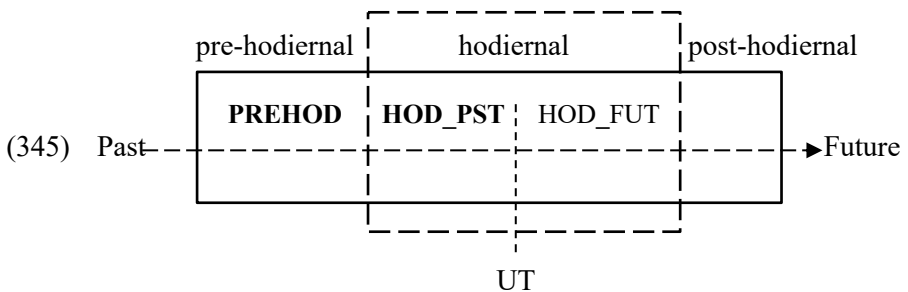 pre-hodiernal hodiernal post-hodiernal
PREHOD HOD_PST HOD_FUT
(345) Past Future
UT